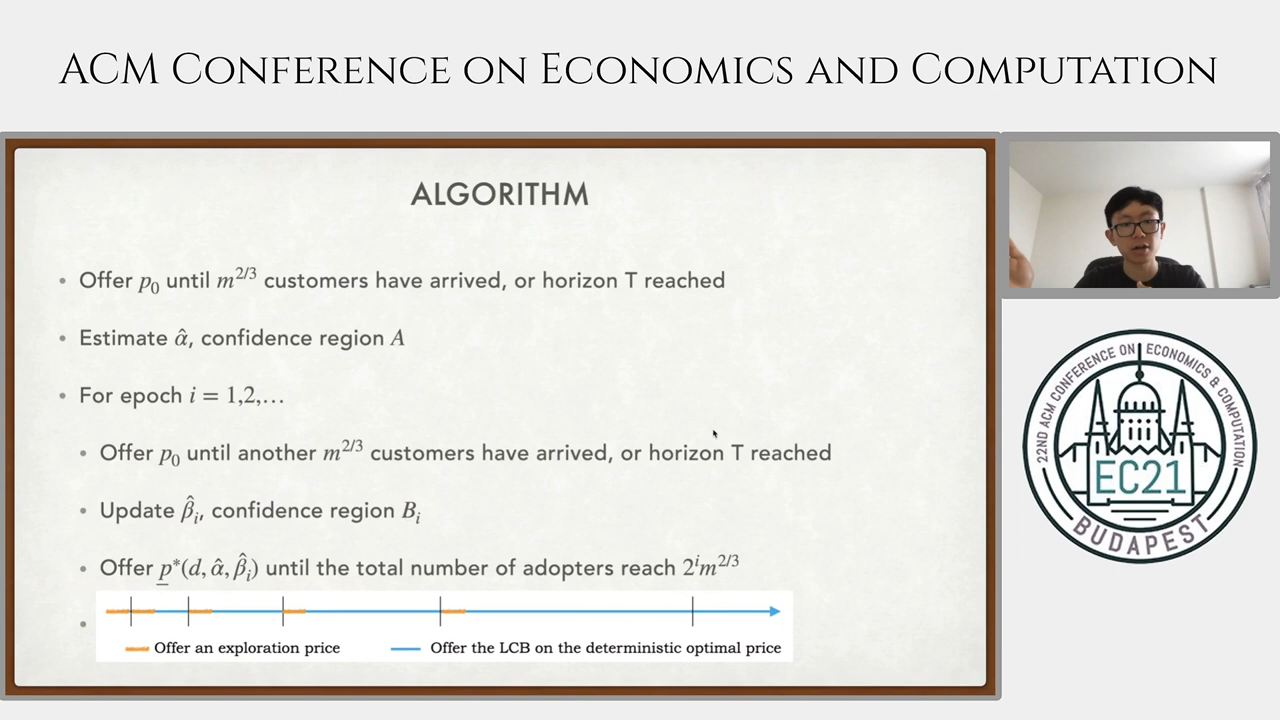 ACM Conference on Economics and Computation
ALGORITHM
• Offer p₀ until m^{2/3} customers have arrived, or horizon T reached
• Estimate α̂, confidence region A
• For epoch i = 1,2,…
• Offer p₀ until another m^{2/3} customers have arrived, or horizon T reached
• Update β̂ᵢ, confidence region Bᵢ
• Offer p̲*(d, α̂, β̂ᵢ) until the total number of adopters reach 2ⁱm^{2/3}
Offer an exploration price
Offer the LCB on the deterministic optimal price
22ND ACM CONFERENCE ON ECONOMICS & COMPUTATION
EC21
BUDAPEST